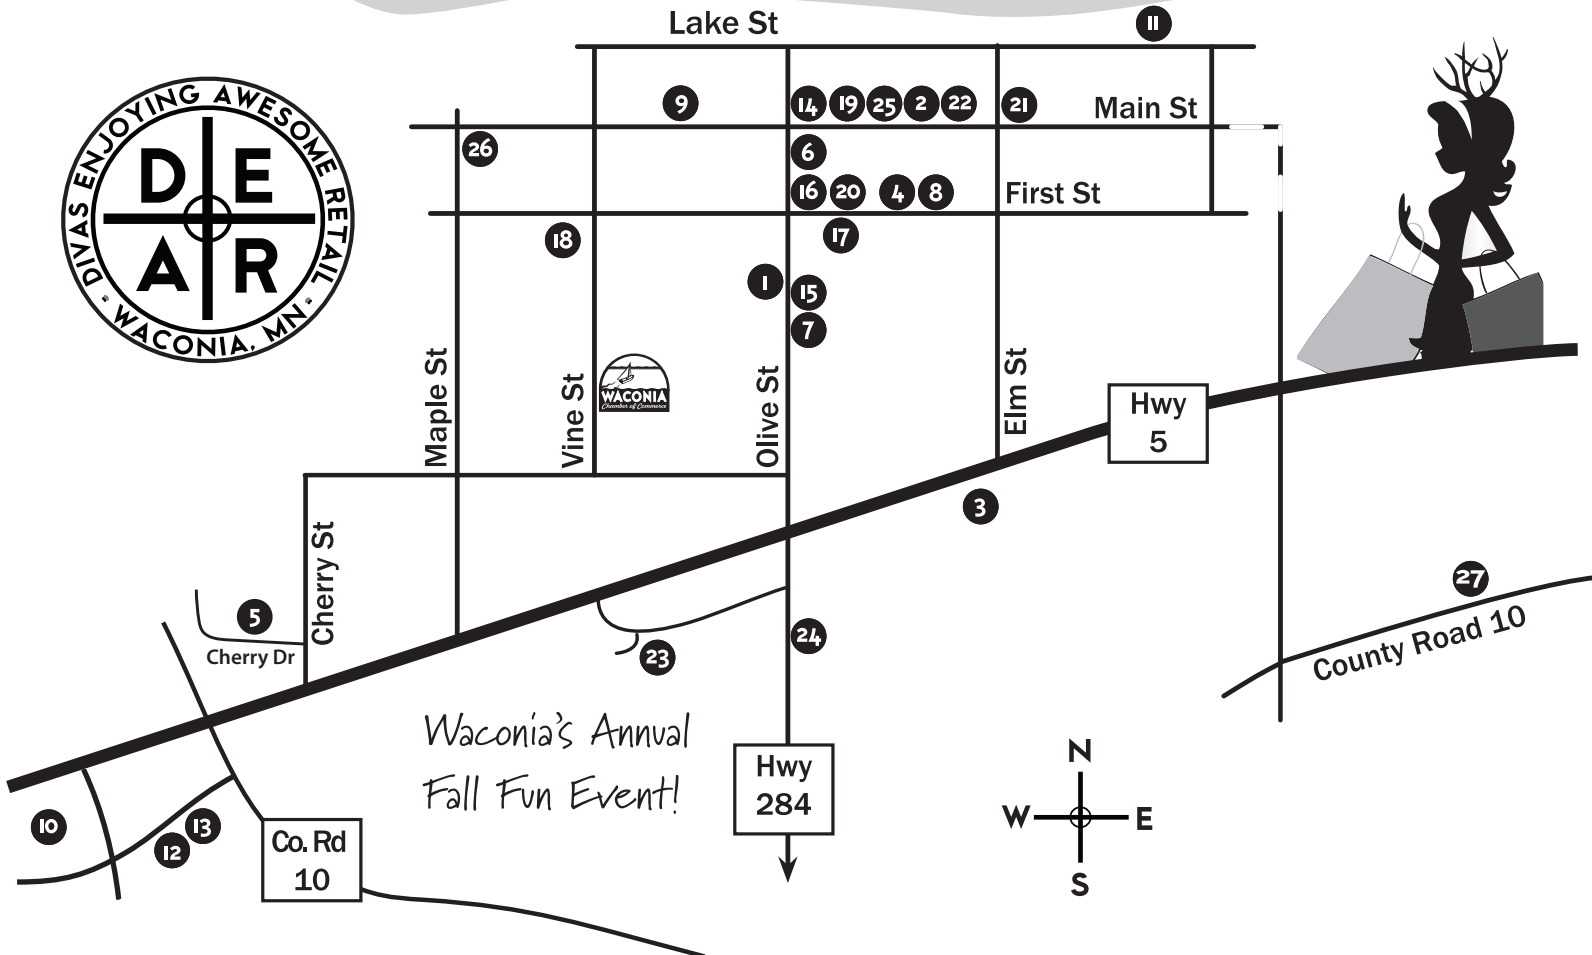 Lake St
11
9
14 19 25 2 22 21
Main St
26
6
16 20 4 8
First St
18
17
1
15
7
DIVAS ENJOYING AWESOME RETAIL
D E
A R
• WACONIA, MN •
Maple St
Vine St
WACONIA
Chamber of Commerce
Olive St
Elm St
Hwy
5
3
Cherry St
5
Cherry Dr
23
24
27
County Road 10
Waconia's Annual
Fall Fun Event!
Hwy
284
10
13
12
Co. Rd
10
N
W E
S